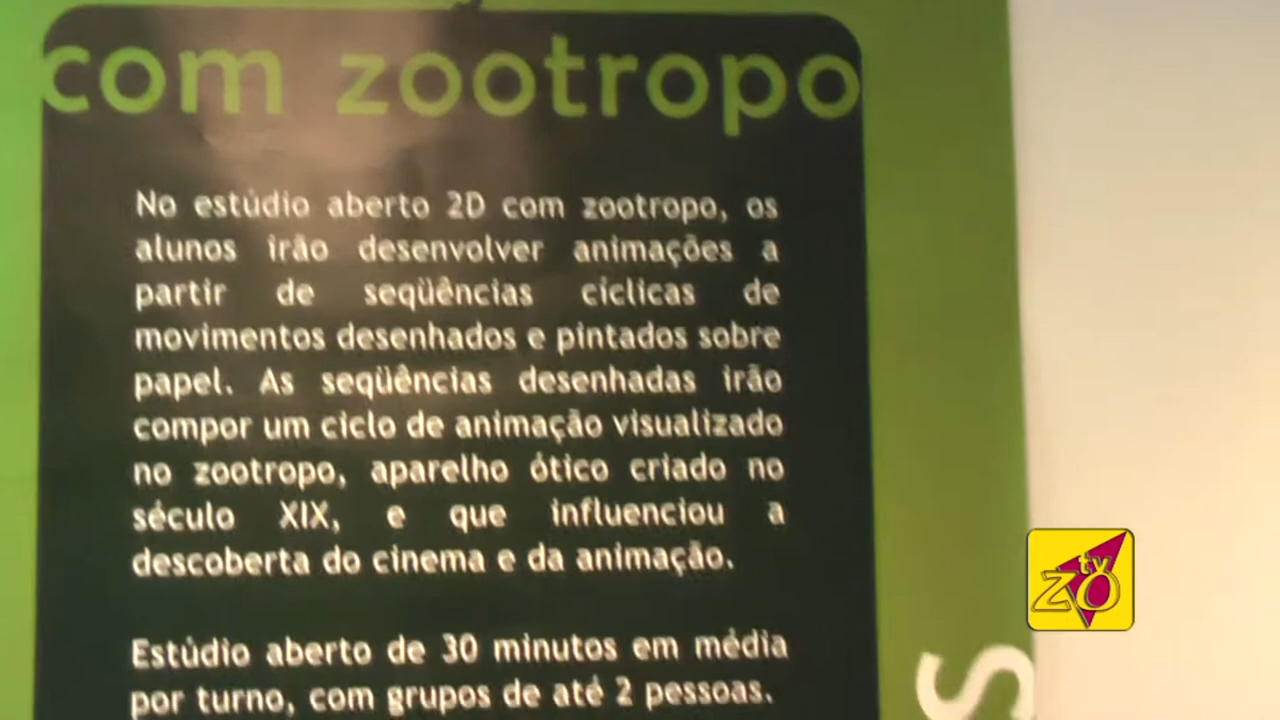 com zootropo
No estúdio aberto 2D com zootropo, os
alunos irão desenvolver animações a
partir de seqüências cíclicas de
movimentos desenhados e pintados sobre
papel. As seqüências desenhadas irão
compor um ciclo de animação visualizado
no zootropo, aparelho ótico criado no
século XIX, e que influenciou a
descoberta do cinema e da animação.
Estúdio aberto de 30 minutos em média
por turno, com grupos de até 2 pessoas.
S
tv
ZO